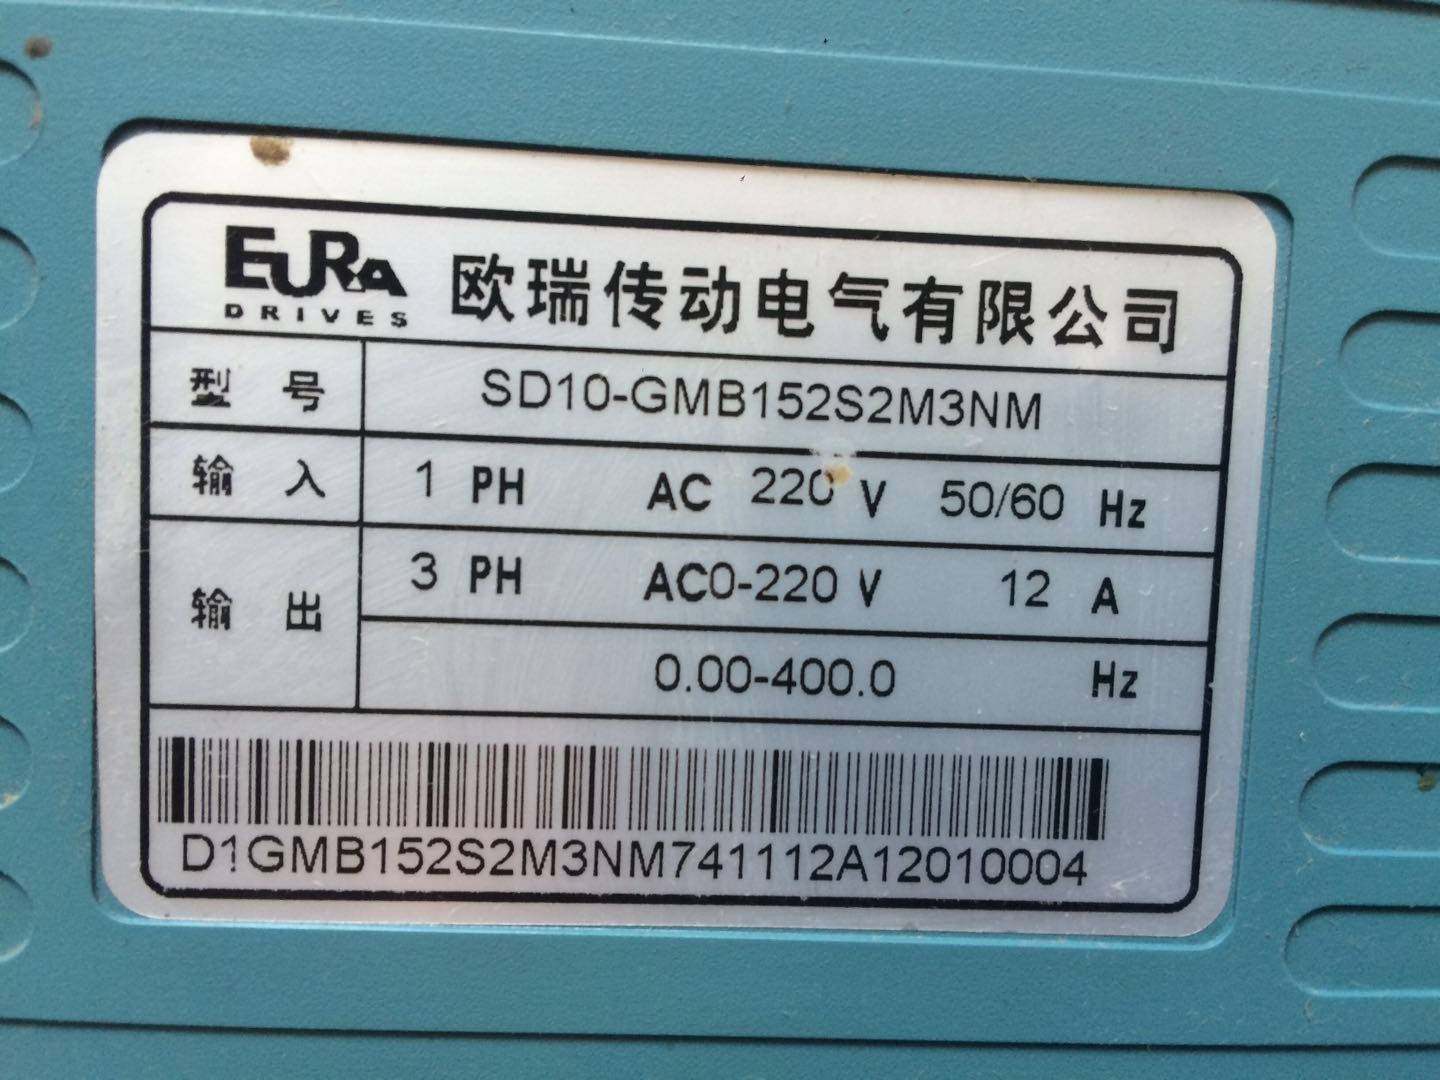 EURA DRIVES 欧瑞传动电气有限公司
型 号 SD10-GMB152S2M3NM
输 入 1 PH AC 220 V 50/60 Hz
输 出 3 PH AC0-220 V 12 A
0.00-400.0 Hz
D1GMB152S2M3NM741112A12010004